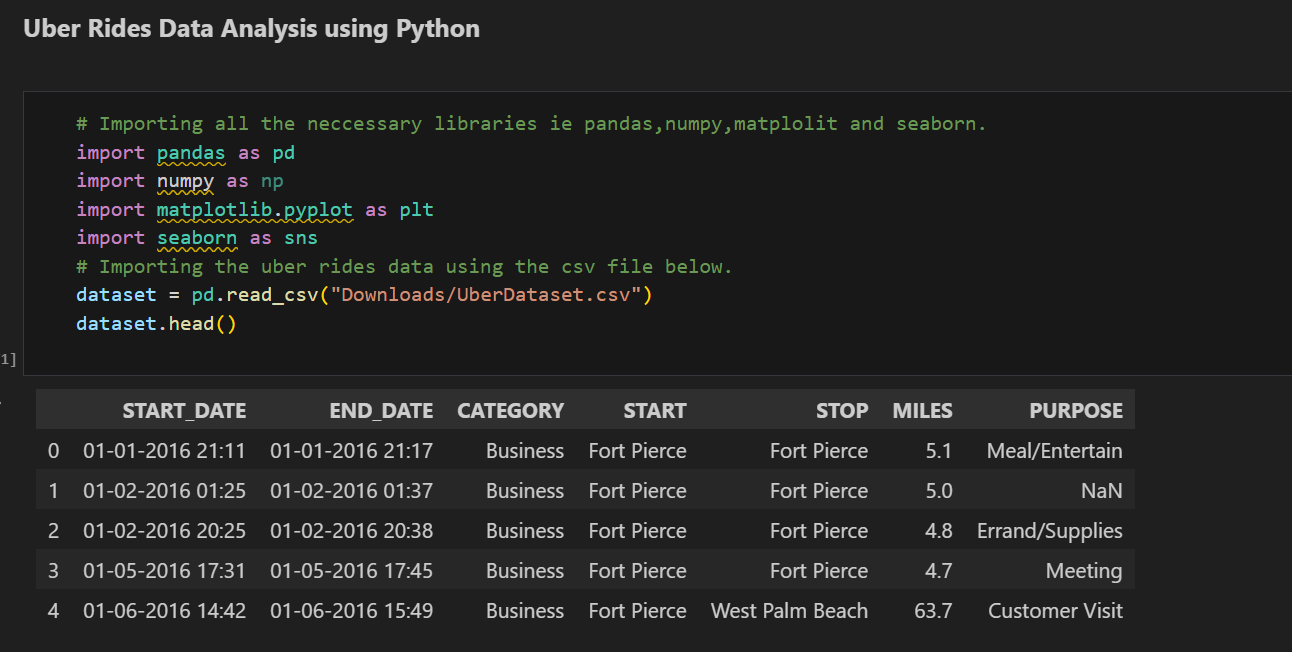 Uber Rides Data Analysis using Python
# Importing all the neccessary libraries ie pandas,numpy,matplolit and seaborn.
import pandas as pd
import numpy as np
import matplotlib.pyplot as plt
import seaborn as sns
# Importing the uber rides data using the csv file below.
dataset = pd.read_csv("Downloads/UberDataset.csv")
dataset.head()
1]
START_DATE END_DATE CATEGORY START STOP MILES PURPOSE
0 01-01-2016 21:11 01-01-2016 21:17 Business Fort Pierce Fort Pierce 5.1 Meal/Entertain
1 01-02-2016 01:25 01-02-2016 01:37 Business Fort Pierce Fort Pierce 5.0 NaN
2 01-02-2016 20:25 01-02-2016 20:38 Business Fort Pierce Fort Pierce 4.8 Errand/Supplies
3 01-05-2016 17:31 01-05-2016 17:45 Business Fort Pierce Fort Pierce 4.7 Meeting
4 01-06-2016 14:42 01-06-2016 15:49 Business Fort Pierce West Palm Beach 63.7 Customer Visit